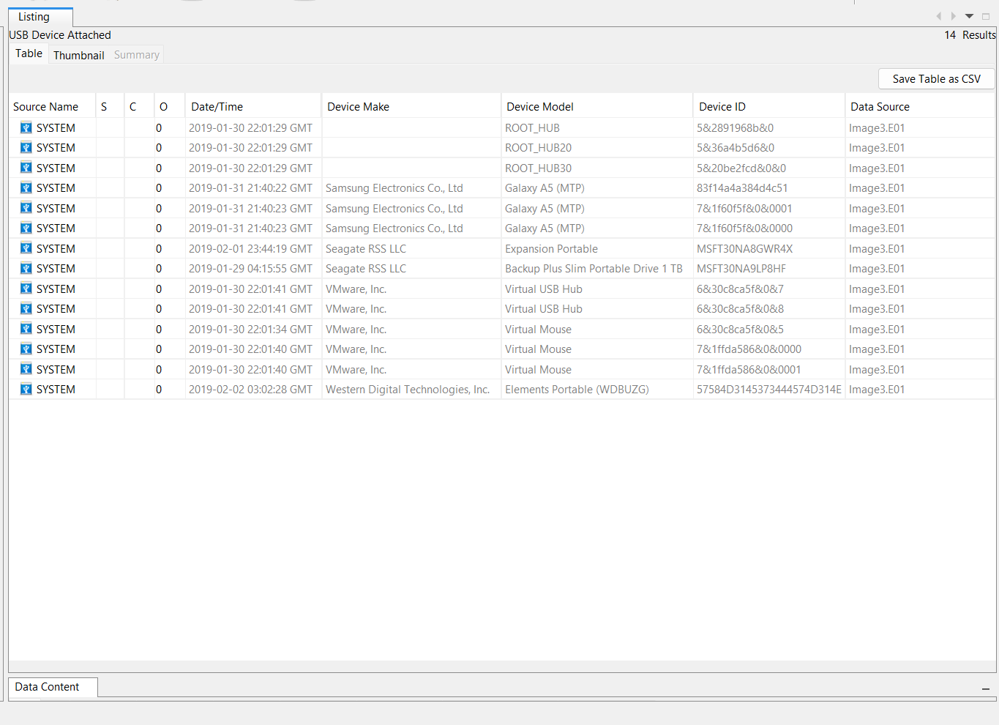 Listing
USB Device Attached 14 Results
Table Thumbnail Summary
Save Table as CSV
Source Name S C O Date/Time Device Make Device Model Device ID Data Source
SYSTEM 0 2019-01-30 22:01:29 GMT ROOT_HUB 5&2891968b&0 Image3.E01
SYSTEM 0 2019-01-30 22:01:29 GMT ROOT_HUB20 5&36a4b5d6&0 Image3.E01
SYSTEM 0 2019-01-30 22:01:29 GMT ROOT_HUB30 5&20be2fcd&0&0 Image3.E01
SYSTEM 0 2019-01-31 21:40:22 GMT Samsung Electronics Co., Ltd Galaxy A5 (MTP) 83f14a4a384d4c51 Image3.E01
SYSTEM 0 2019-01-31 21:40:23 GMT Samsung Electronics Co., Ltd Galaxy A5 (MTP) 7&1f60f5f&0&0001 Image3.E01
SYSTEM 0 2019-01-31 21:40:23 GMT Samsung Electronics Co., Ltd Galaxy A5 (MTP) 7&1f60f5f&0&0000 Image3.E01
SYSTEM 0 2019-02-01 23:44:19 GMT Seagate RSS LLC Expansion Portable MSFT30NA8GWR4X Image3.E01
SYSTEM 0 2019-01-29 04:15:55 GMT Seagate RSS LLC Backup Plus Slim Portable Drive 1 TB MSFT30NA9LP8HF Image3.E01
SYSTEM 0 2019-01-30 22:01:41 GMT VMware, Inc. Virtual USB Hub 6&30c8ca5f&0&7 Image3.E01
SYSTEM 0 2019-01-30 22:01:41 GMT VMware, Inc. Virtual USB Hub 6&30c8ca5f&0&8 Image3.E01
SYSTEM 0 2019-01-30 22:01:34 GMT VMware, Inc. Virtual Mouse 6&30c8ca5f&0&5 Image3.E01
SYSTEM 0 2019-01-30 22:01:40 GMT VMware, Inc. Virtual Mouse 7&1ffda586&0&0000 Image3.E01
SYSTEM 0 2019-01-30 22:01:40 GMT VMware, Inc. Virtual Mouse 7&1ffda586&0&0001 Image3.E01
SYSTEM 0 2019-02-02 03:02:28 GMT Western Digital Technologies, Inc. Elements Portable (WDBUZG) 57584D3145373444574D314E Image3.E01
Data Content